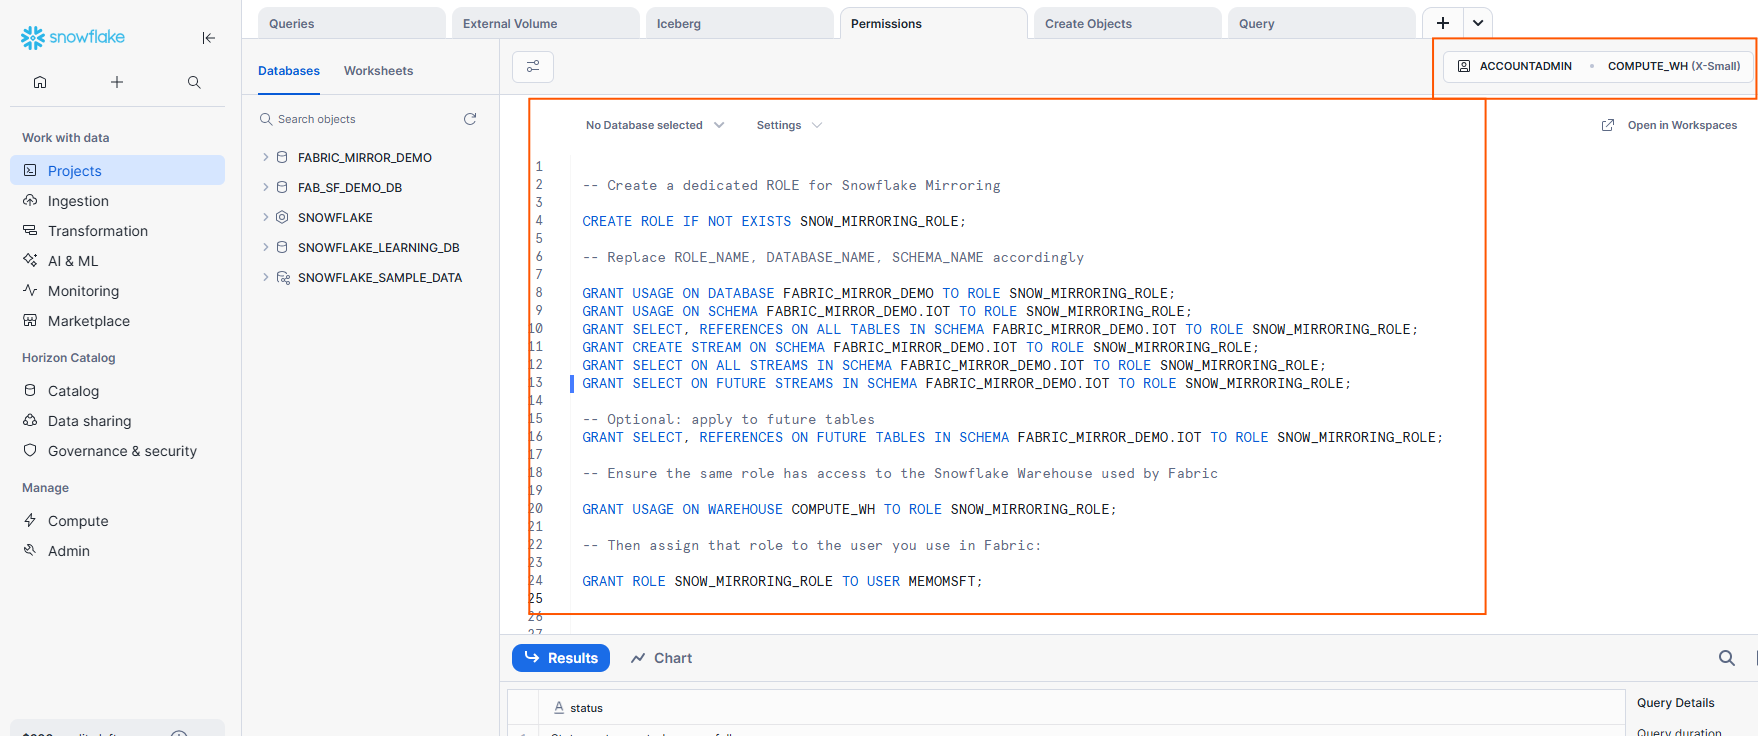 snowflake
Work with data
Projects
Ingestion
Transformation
AI & ML
Monitoring
Marketplace
Horizon Catalog
Catalog
Data sharing
Governance & security
Manage
Compute
Admin
Queries
External Volume
Iceberg
Permissions
Create Objects
Query
Databases
Worksheets
Search objects
FABRIC_MIRROR_DEMO
FAB_SF_DEMO_DB
SNOWFLAKE
SNOWFLAKE_LEARNING_DB
SNOWFLAKE_SAMPLE_DATA
ACCOUNTADMIN • COMPUTE_WH (X-Small)
No Database selected
Settings
Open in Workspaces
1
2 -- Create a dedicated ROLE for Snowflake Mirroring
3
4 CREATE ROLE IF NOT EXISTS SNOW_MIRRORING_ROLE;
5
6 -- Replace ROLE_NAME, DATABASE_NAME, SCHEMA_NAME accordingly
7
8 GRANT USAGE ON DATABASE FABRIC_MIRROR_DEMO TO ROLE SNOW_MIRRORING_ROLE;
9 GRANT USAGE ON SCHEMA FABRIC_MIRROR_DEMO.IOT TO ROLE SNOW_MIRRORING_ROLE;
10 GRANT SELECT, REFERENCES ON ALL TABLES IN SCHEMA FABRIC_MIRROR_DEMO.IOT TO ROLE SNOW_MIRRORING_ROLE;
11 GRANT CREATE STREAM ON SCHEMA FABRIC_MIRROR_DEMO.IOT TO ROLE SNOW_MIRRORING_ROLE;
12 GRANT SELECT ON ALL STREAMS IN SCHEMA FABRIC_MIRROR_DEMO.IOT TO ROLE SNOW_MIRRORING_ROLE;
13 GRANT SELECT ON FUTURE STREAMS IN SCHEMA FABRIC_MIRROR_DEMO.IOT TO ROLE SNOW_MIRRORING_ROLE;
14
15 -- Optional: apply to future tables
16 GRANT SELECT, REFERENCES ON FUTURE TABLES IN SCHEMA FABRIC_MIRROR_DEMO.IOT TO ROLE SNOW_MIRRORING_ROLE;
17
18 -- Ensure the same role has access to the Snowflake Warehouse used by Fabric
19
20 GRANT USAGE ON WAREHOUSE COMPUTE_WH TO ROLE SNOW_MIRRORING_ROLE;
21
22 -- Then assign that role to the user you use in Fabric:
23
24 GRANT ROLE SNOW_MIRRORING_ROLE TO USER MEMOMSFT;
25
26
27
Results
Chart
A status
Query Details
Query duration